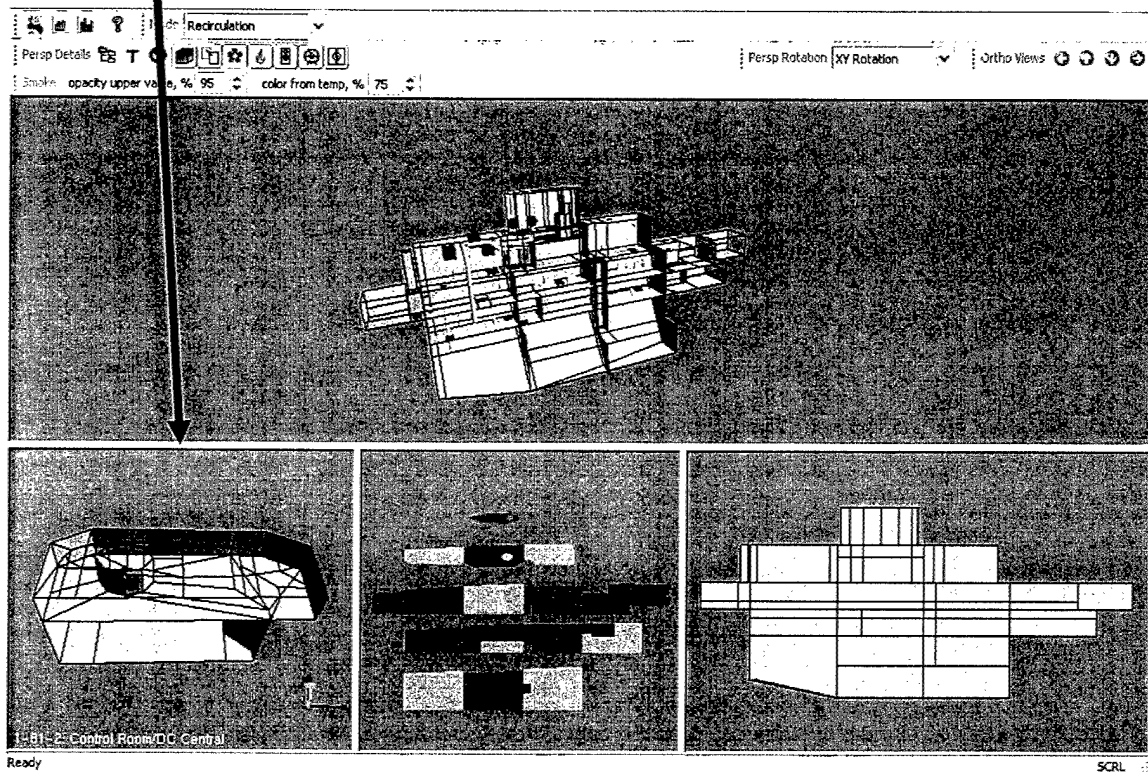 Recirculation
Persp Details T Persp Rotation XY Rotation Ortho Views
Smoke opacity upper value, % 95 color from temp, % 75
1-81-2: Control Room/DC Central
Ready SCRL